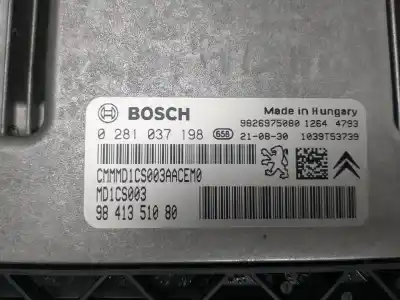 BOSCH
Made in Hungary
0 281 037 198 658
9826975080 1264 4793
21-08-30 1039T53739
CMMMD1CS003AACEM0
MD1CS003
98 413 510 80